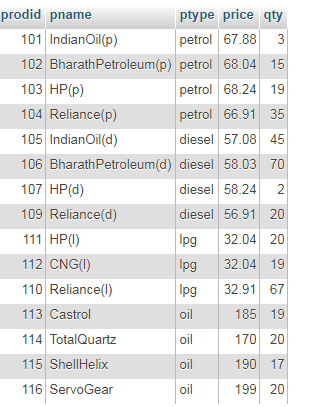 prodid pname ptype price qty
101 IndianOil(p) petrol 67.88 3
102 BharathPetroleum(p) petrol 68.04 15
103 HP(p) petrol 68.24 19
104 Reliance(p) petrol 66.91 35
105 IndianOil(d) diesel 57.08 45
106 BharathPetroleum(d) diesel 58.03 70
107 HP(d) diesel 58.24 2
109 Reliance(d) diesel 56.91 20
111 HP(l) lpg 32.04 20
112 CNG(l) lpg 32.04 19
110 Reliance(l) lpg 32.91 67
113 Castrol oil 185 19
114 TotalQuartz oil 170 20
115 ShellHelix oil 190 17
116 ServoGear oil 199 20